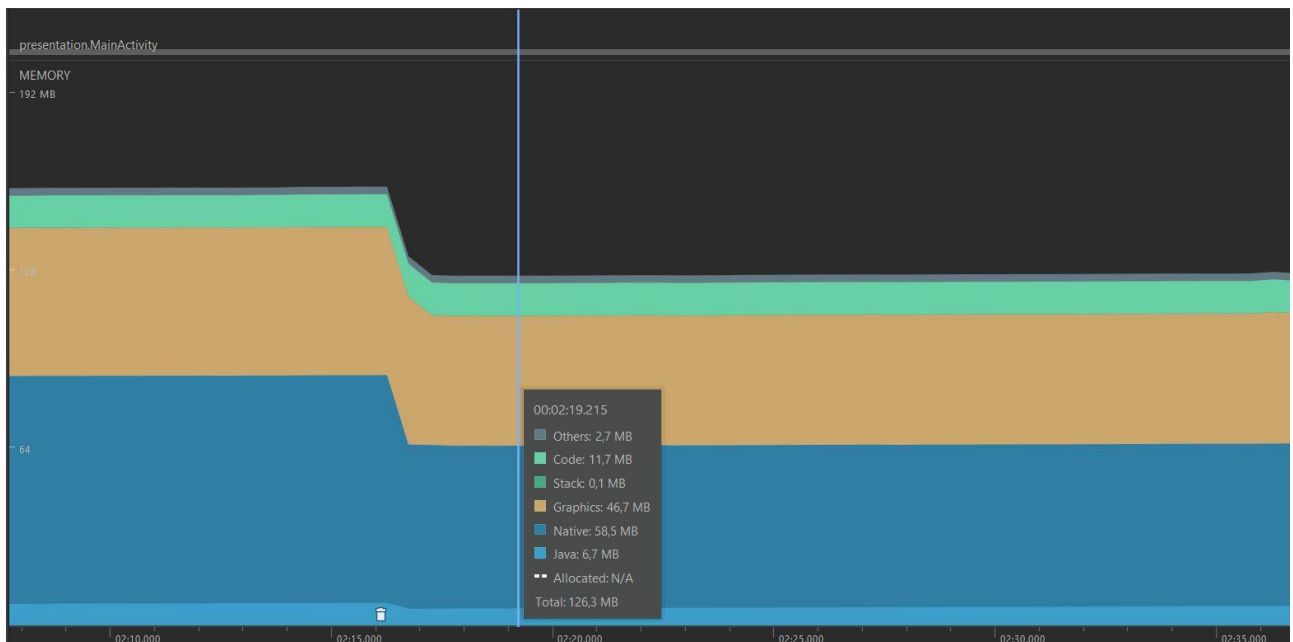 presentation.MainActivity
MEMORY
192 MB
128
64
00:02:19.215
Others: 2,7 MB
Code: 11,7 MB
Stack: 0,1 MB
Graphics: 46,7 MB
Native: 58,5 MB
Java: 6,7 MB
Allocated: N/A
Total: 126,3 MB
02:10.000 02:15.000 02:20.000 02:25.000 02:30.000 02:35.000